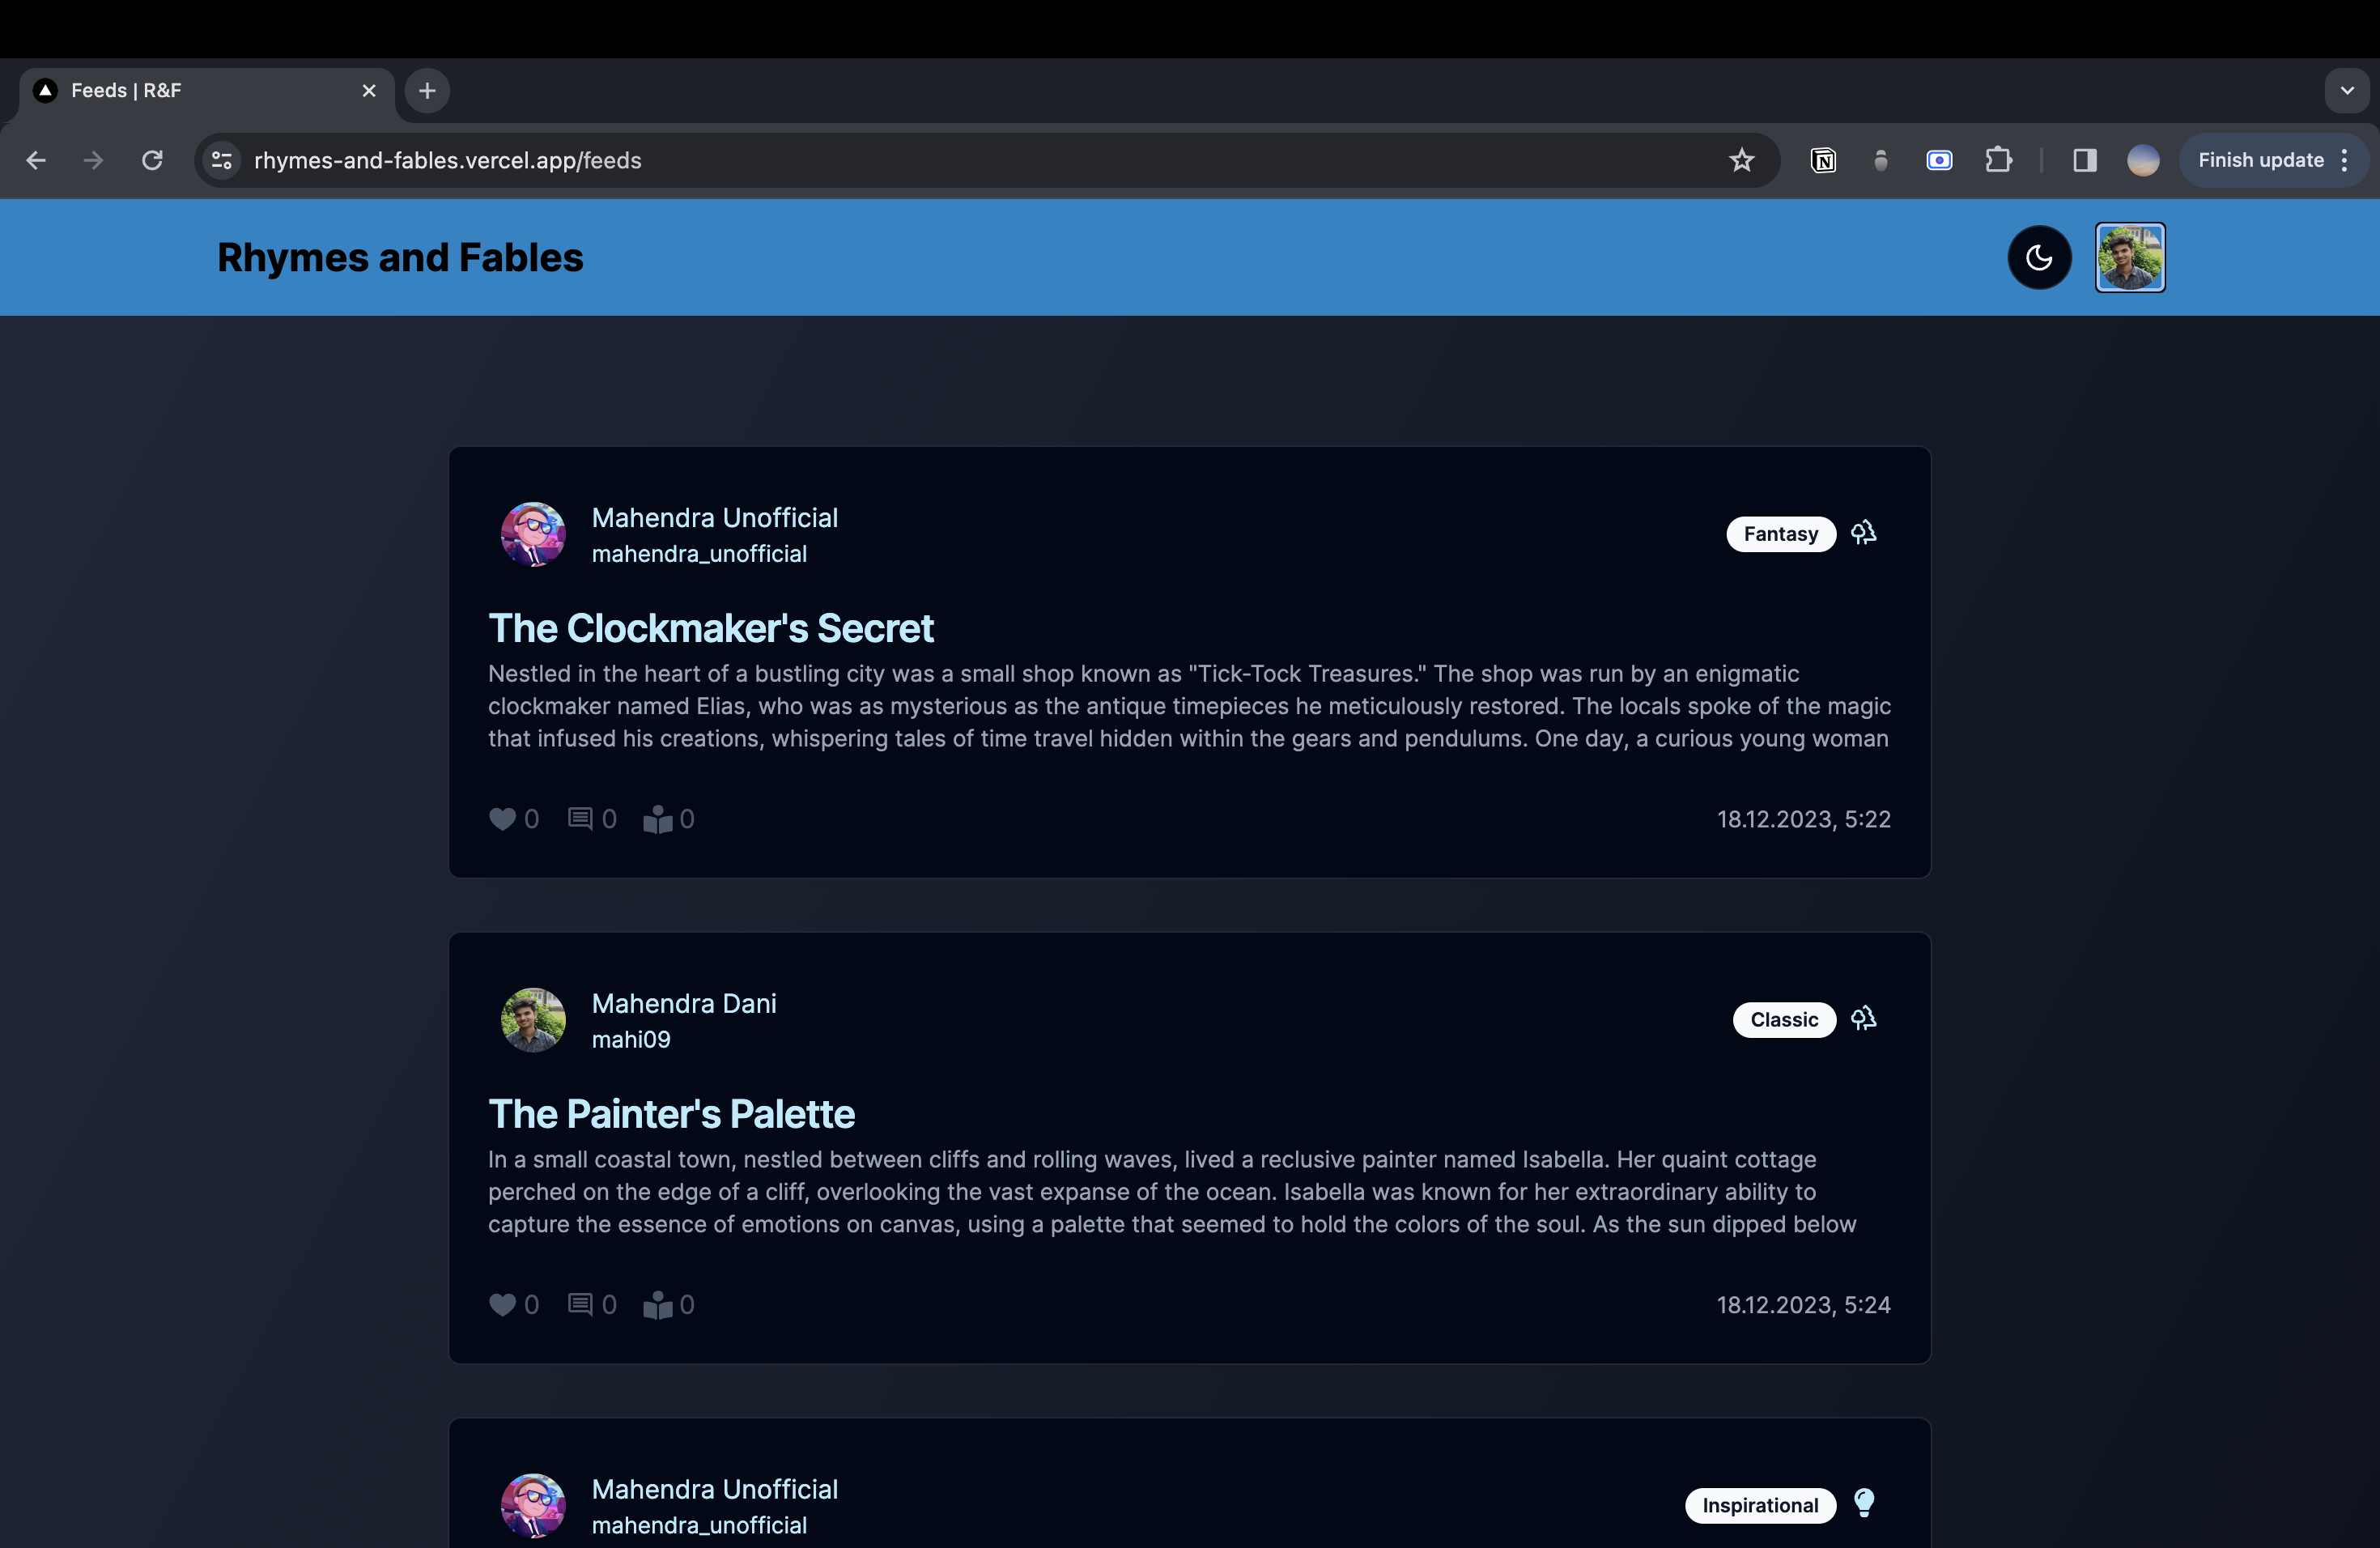 Feeds | R&F
rhymes-and-fables.vercel.app/feeds
Finish update
Rhymes and Fables
Mahendra Unofficial
mahendra_unofficial
Fantasy
The Clockmaker's Secret
Nestled in the heart of a bustling city was a small shop known as "Tick-Tock Treasures." The shop was run by an enigmatic
clockmaker named Elias, who was as mysterious as the antique timepieces he meticulously restored. The locals spoke of the magic
that infused his creations, whispering tales of time travel hidden within the gears and pendulums. One day, a curious young woman
0 0 0 18.12.2023, 5:22
Mahendra Dani
mahi09
Classic
The Painter's Palette
In a small coastal town, nestled between cliffs and rolling waves, lived a reclusive painter named Isabella. Her quaint cottage
perched on the edge of a cliff, overlooking the vast expanse of the ocean. Isabella was known for her extraordinary ability to
capture the essence of emotions on canvas, using a palette that seemed to hold the colors of the soul. As the sun dipped below
0 0 0 18.12.2023, 5:24
Mahendra Unofficial
mahendra_unofficial
Inspirational